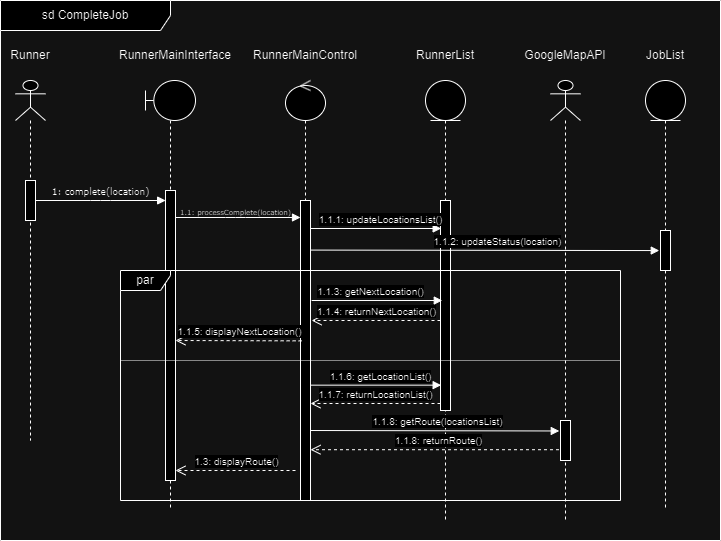 sd CompleteJob
Runner
RunnerMainInterface
RunnerMainControl
RunnerList
GoogleMapAPI
JobList
1: complete(location)
1.1: processComplete(location)
1.1.1: updateLocationsList()
1.1.2: updateStatus(location)
par
1.1.3: getNextLocation()
1.1.4: returnNextLocation()
1.1.5: displayNextLocation()
1.1.6: getLocationList()
1.1.7: returnLocationList()
1.1.8: getRoute(locationsList)
1.1.8: returnRoute()
1.3: displayRoute()